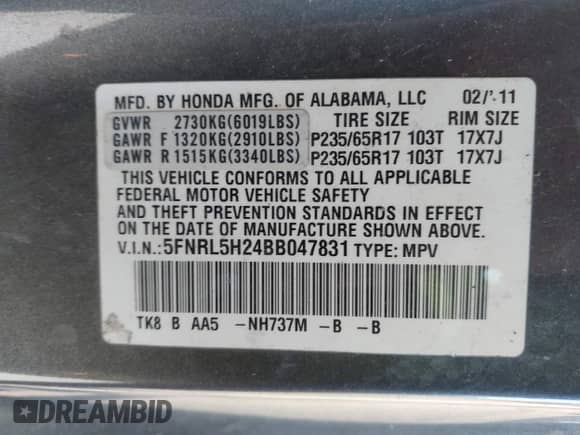 MFD. BY HONDA MFG. OF ALABAMA, LLC 02/11
GVWR 2730KG(6019LBS) TIRE SIZE RIM SIZE
GAWR F 1320KG(2910LBS) P235/65R17 103T 17X7J
GAWR R 1515KG(3340LBS) P235/65R17 103T 17X7J
THIS VEHICLE CONFORMS TO ALL APPLICABLE
FEDERAL MOTOR VEHICLE SAFETY
AND THEFT PREVENTION STANDARDS IN EFFECT
ON THE DATE OF MANUFACTURE SHOWN ABOVE.
V.I.N.:5FNRL5H24BB047831 TYPE: MPV
TK8 B AA5 -NH737M -B -B
DREAMBID